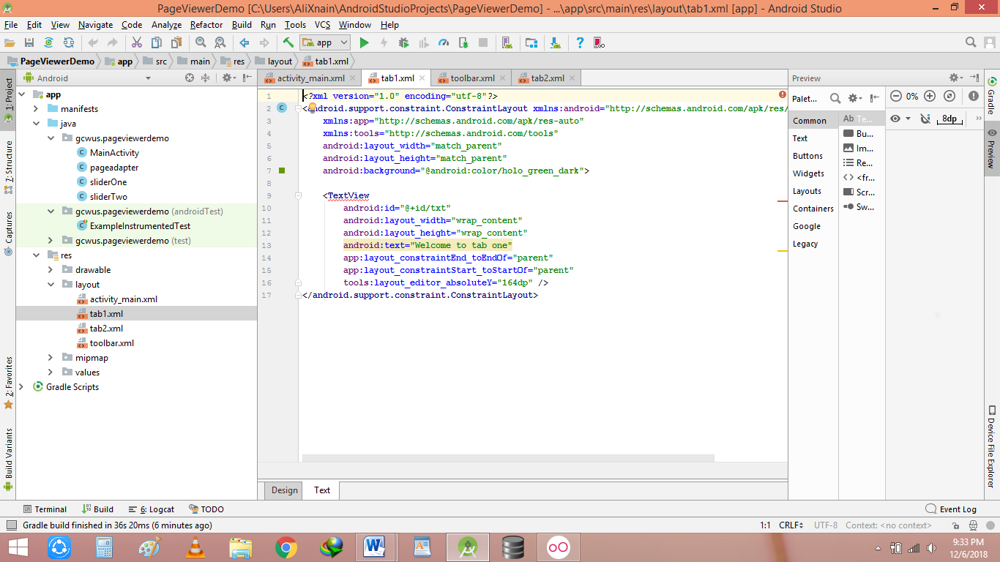 PageViewerDemo [C:\Users\AliXnain\AndroidStudioProjects\PageViewerDemo] - ...\app\src\main\res\layout\tab1.xml [app] - Android Studio
File Edit View Navigate Code Analyze Refactor Build Run Tools VCS Window Help
app
PageViewerDemo app src main res layout tab1.xml
1: Project
7: Structure
Captures
2: Favorites
Build Variants
Android
app
manifests
java
gcwus.pageviewerdemo
MainActivity
pageadapter
sliderOne
sliderTwo
gcwus.pageviewerdemo (androidTest)
ExampleInstrumentedTest
gcwus.pageviewerdemo (test)
res
drawable
layout
activity_main.xml
tab1.xml
tab2.xml
toolbar.xml
mipmap
values
Gradle Scripts
activity_main.xml tab1.xml toolbar.xml tab2.xml
1 <?xml version="1.0" encoding="utf-8"?>
2 <android.support.constraint.ConstraintLayout xmlns:android="http://schemas.android.com/apk/res/
3 xmlns:app="http://schemas.android.com/apk/res-auto"
4 xmlns:tools="http://schemas.android.com/tools"
5 android:layout_width="match_parent"
6 android:layout_height="match_parent"
7 android:background="@android:color/holo_green_dark">
8
9 <TextView
10 android:id="@+id/txt"
11 android:layout_width="wrap_content"
12 android:layout_height="wrap_content"
13 android:text="Welcome to tab one"
14 app:layout_constraintEnd_toEndOf="parent"
15 app:layout_constraintStart_toStartOf="parent"
16 tools:layout_editor_absoluteY="164dp" />
17 </android.support.constraint.ConstraintLayout>
Design Text
Preview
Palet... 0%
8dp
Common
Text
Buttons
Widgets
Layouts
Containers
Google
Legacy
Ab Te...
Bu...
Im...
Re...
<fr...
Scr...
Sw...
Gradle
Preview
Device File Explorer
Terminal Build 6: Logcat TODO Event Log
Gradle build finished in 36s 20ms (6 minutes ago) 1:1 CRLF UTF-8 Context: <no context>
9:33 PM
12/6/2018